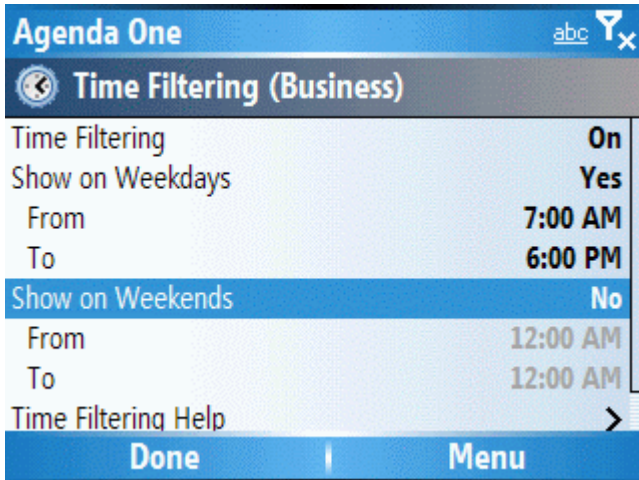 Agenda One abc
Time Filtering (Business)
Time Filtering On
Show on Weekdays Yes
From 7:00 AM
To 6:00 PM
Show on Weekends No
From 12:00 AM
To 12:00 AM
Time Filtering Help
Done Menu